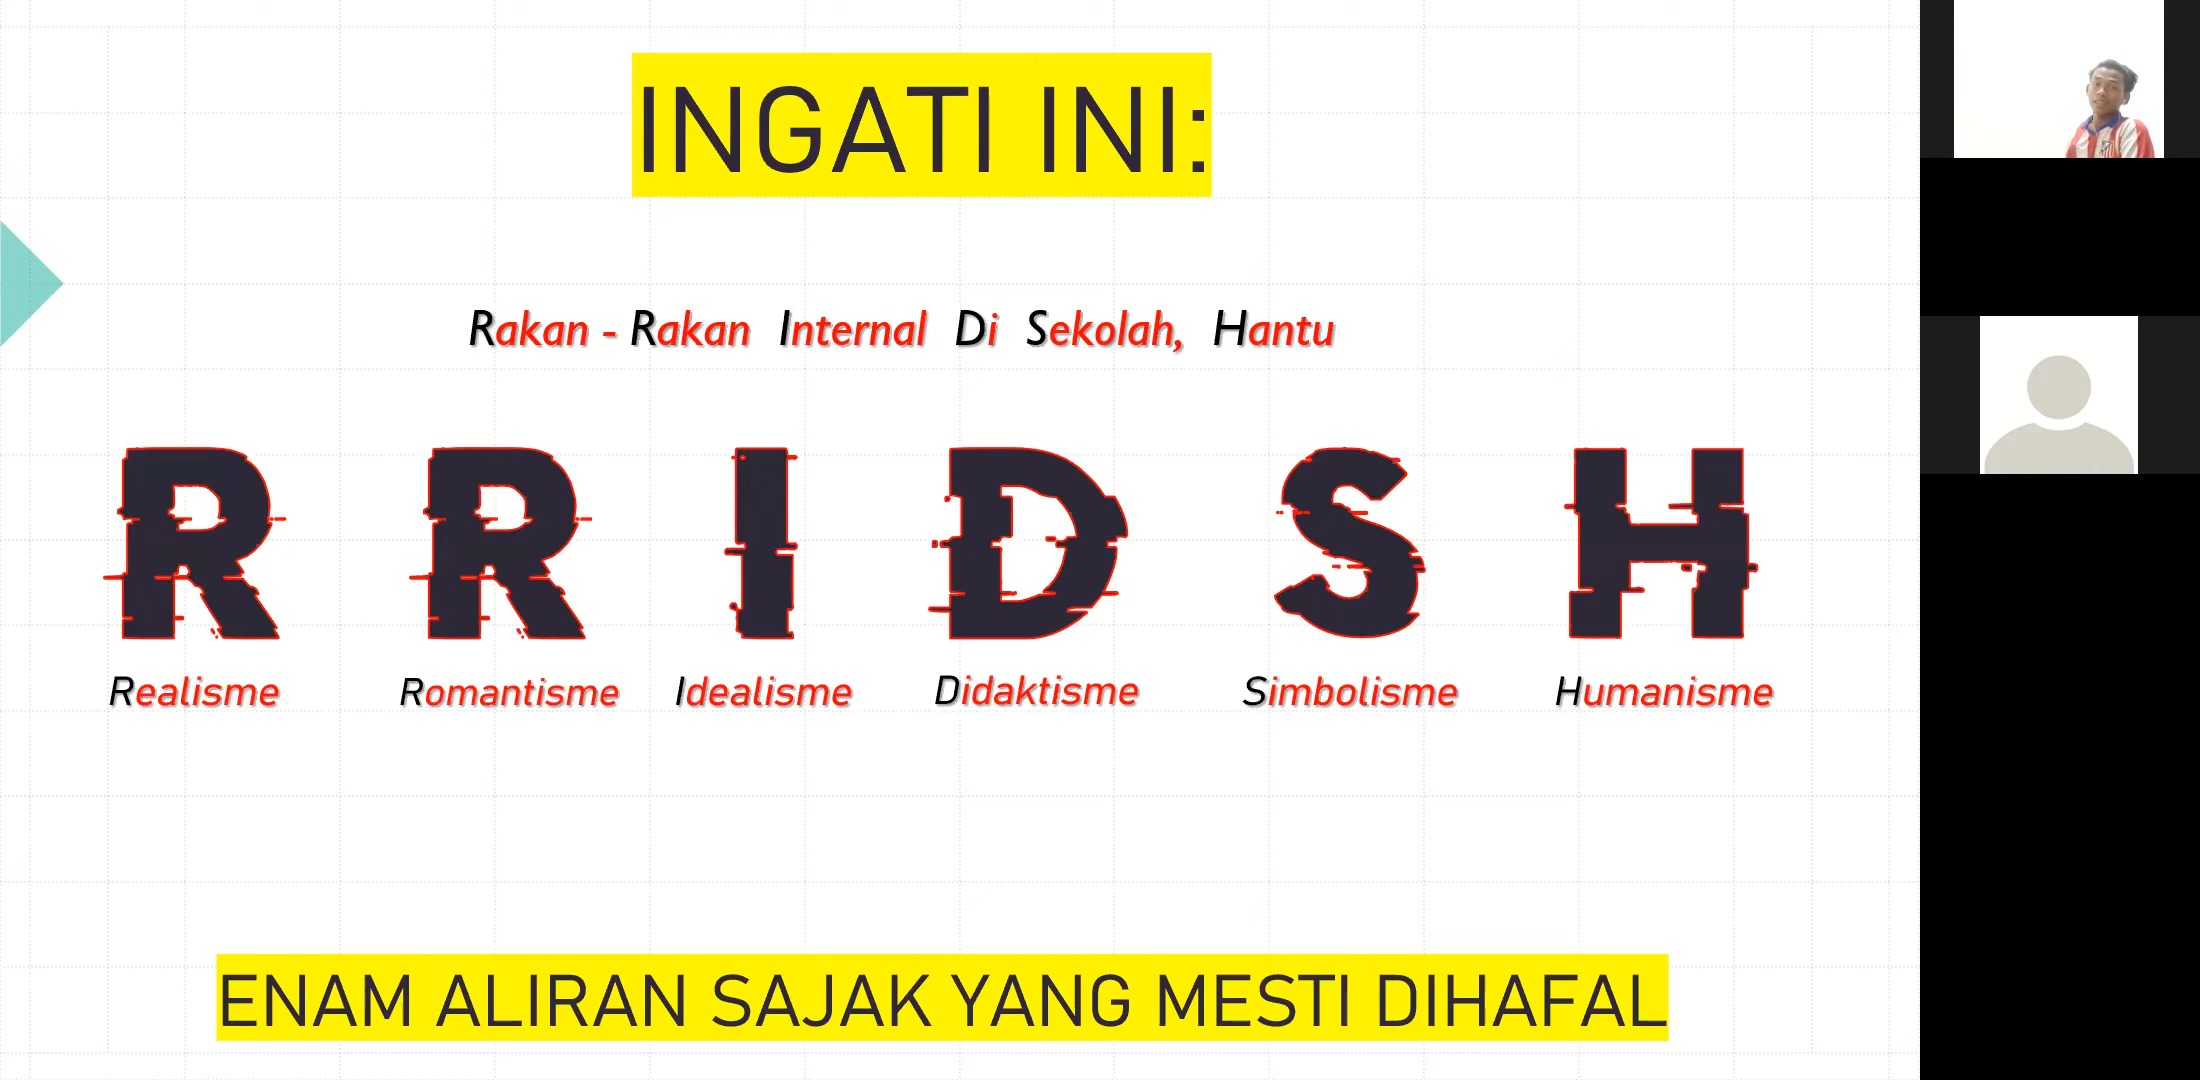 INGATI INI:
Rakan - Rakan Internal Di Sekolah, Hantu
R R I D S H
Realisme Romantisme Idealisme Didaktisme Simbolisme Humanisme
ENAM ALIRAN SAJAK YANG MESTI DIHAFAL